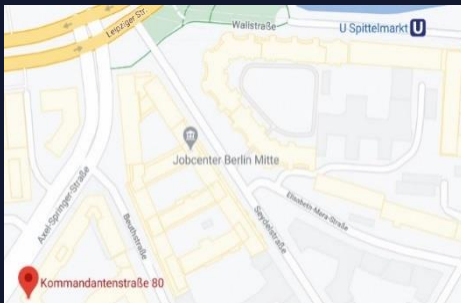 Wallstraße
U Spittelmarkt U
Leipziger Str.
Jobcenter Berlin Mitte
Axel-Springer-Straße
Beuthstraße
Seydelstraße
Elisabeth-Mara-Straße
Kommandantenstraße 80